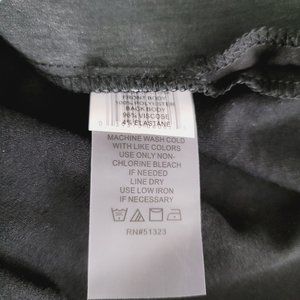 FRONT BODY
100% POLYESTER
BACK BODY
96% VISCOSE
4% ELASTANE
MACHINE WASH COLD
WITH LIKE COLORS
USE ONLY NON-
CHLORINE BLEACH
IF NEEDED
LINE DRY
USE LOW IRON
IF NECESSARY
RN#51323